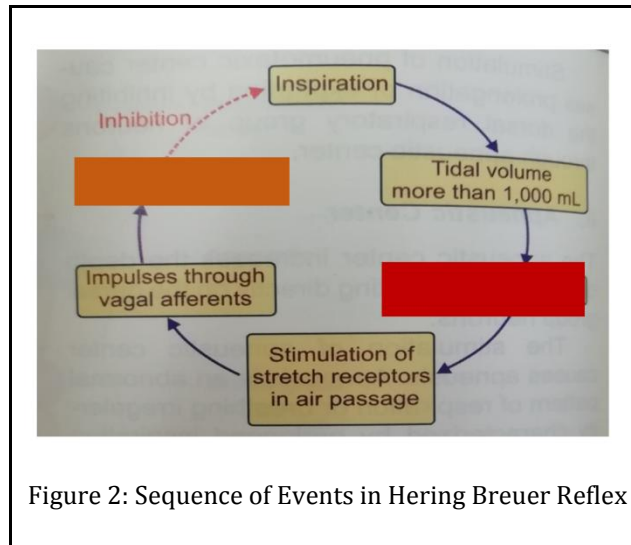 Inspiration
Inhibition
Tidal volume
more than 1,000 mL
Impulses through
vagal afferents
Stimulation of
stretch receptors
in air passage
Figure 2: Sequence of Events in Hering Breuer Reflex